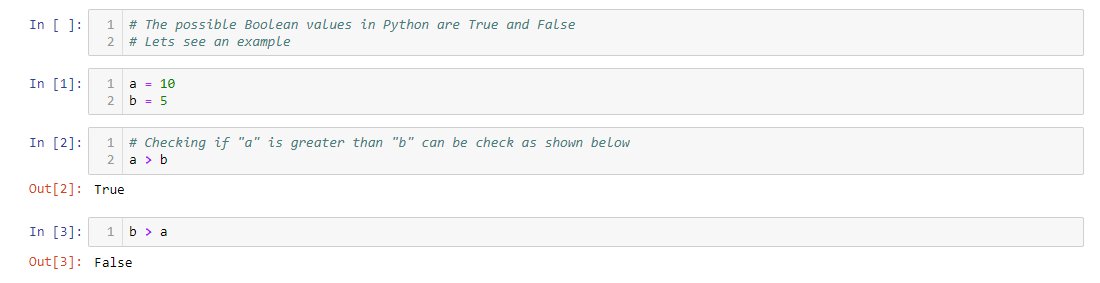 In [ ]: 1 # The possible Boolean values in Python are True and False
2 # Lets see an example
In [1]: 1 a = 10
2 b = 5
In [2]: 1 # Checking if "a" is greater than "b" can be check as shown below
2 a > b
Out[2]: True
In [3]: 1 b > a
Out[3]: False